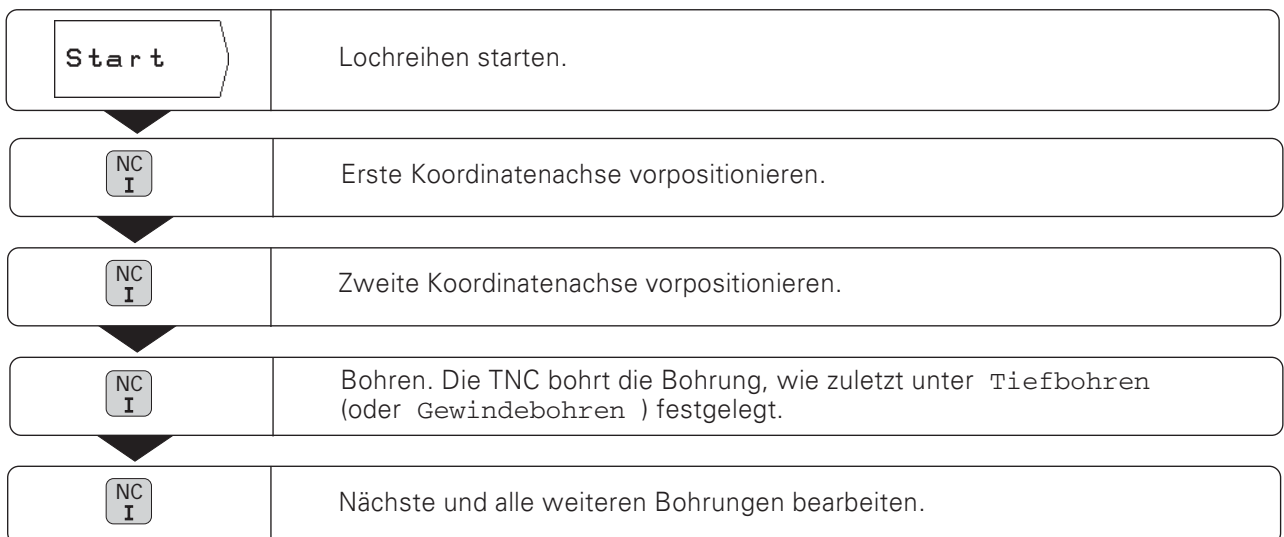 Start
Lochreihen starten.
NC
I
Erste Koordinatenachse vorpositionieren.
NC
I
Zweite Koordinatenachse vorpositionieren.
NC
I
Bohren. Die TNC bohrt die Bohrung, wie zuletzt unter Tiefbohren
(oder Gewindebohren ) festgelegt.
NC
I
Nächste und alle weiteren Bohrungen bearbeiten.